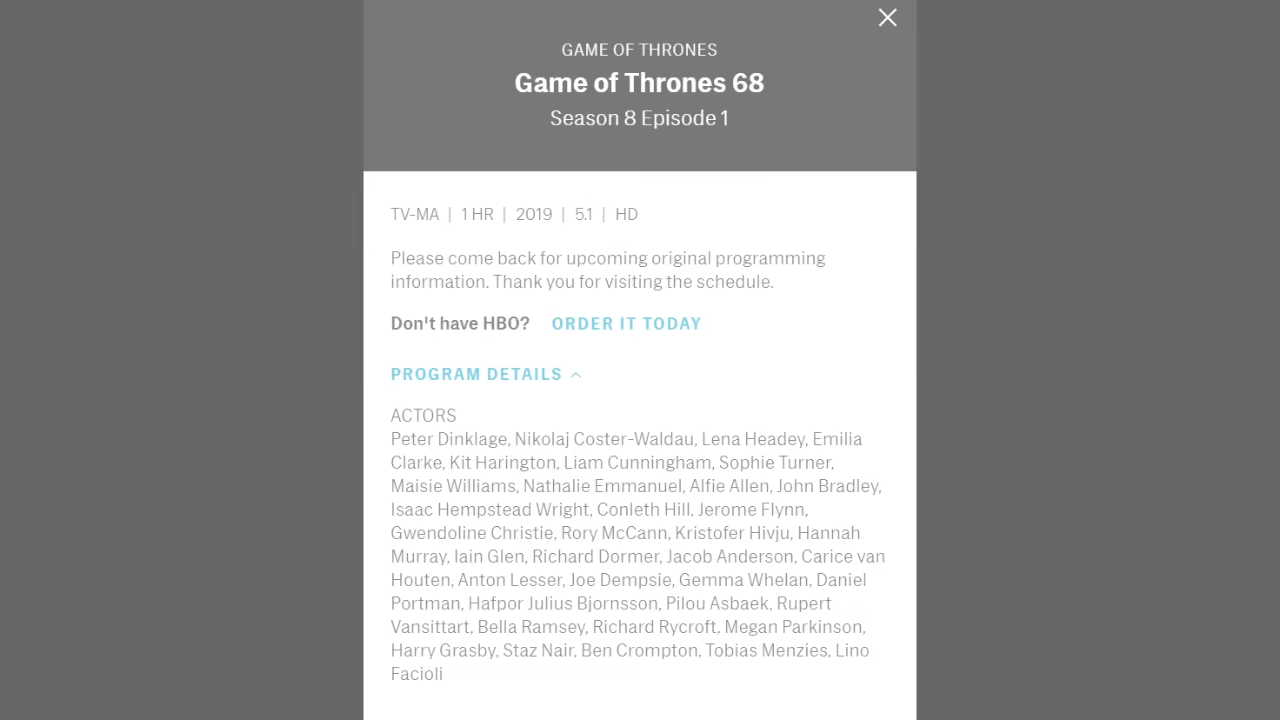 GAME OF THRONES
Game of Thrones 68
Season 8 Episode 1
TV-MA | 1 HR | 2019 | 5.1 | HD
Please come back for upcoming original programming
information. Thank you for visiting the schedule.
Don't have HBO? ORDER IT TODAY
PROGRAM DETAILS
ACTORS
Peter Dinklage, Nikolaj Coster-Waldau, Lena Headey, Emilia
Clarke, Kit Harington, Liam Cunningham, Sophie Turner,
Maisie Williams, Nathalie Emmanuel, Alfie Allen, John Bradley,
Isaac Hempstead Wright, Conleth Hill, Jerome Flynn,
Gwendoline Christie, Rory McCann, Kristofer Hivju, Hannah
Murray, Iain Glen, Richard Dormer, Jacob Anderson, Carice van
Houten, Anton Lesser, Joe Dempsie, Gemma Whelan, Daniel
Portman, Hafpor Julius Bjornsson, Pilou Asbaek, Rupert
Vansittart, Bella Ramsey, Richard Rycroft, Megan Parkinson,
Harry Grasby, Staz Nair, Ben Crompton, Tobias Menzies, Lino
Facioli